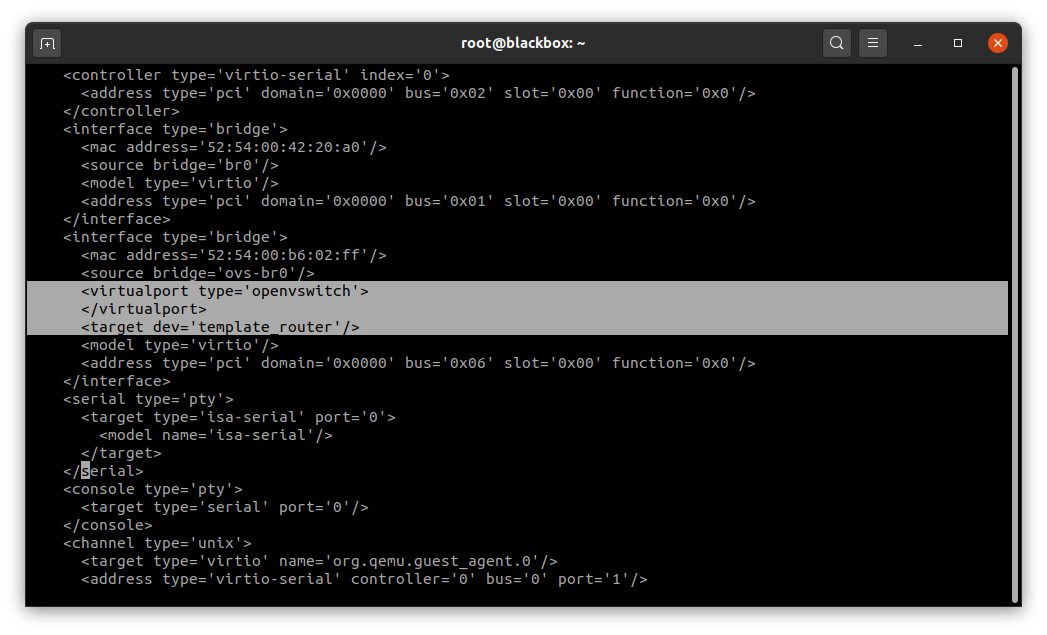 root@blackbox: ~
<controller type='virtio-serial' index='0'>
<address type='pci' domain='0x0000' bus='0x02' slot='0x00' function='0x0'/>
</controller>
<interface type='bridge'>
<mac address='52:54:00:42:20:a0'/>
<source bridge='br0'/>
<model type='virtio'/>
<address type='pci' domain='0x0000' bus='0x01' slot='0x00' function='0x0'/>
</interface>
<interface type='bridge'>
<mac address='52:54:00:b6:02:ff'/>
<source bridge='ovs-br0'/>
<virtualport type='openvswitch'>
</virtualport>
<target dev='template_router'/>
<model type='virtio'/>
<address type='pci' domain='0x0000' bus='0x06' slot='0x00' function='0x0'/>
</interface>
<serial type='pty'>
<target type='isa-serial' port='0'>
<model name='isa-serial'/>
</target>
</serial>
<console type='pty'>
<target type='serial' port='0'/>
</console>
<channel type='unix'>
<target type='virtio' name='org.qemu.guest_agent.0'/>
<address type='virtio-serial' controller='0' bus='0' port='1'/>